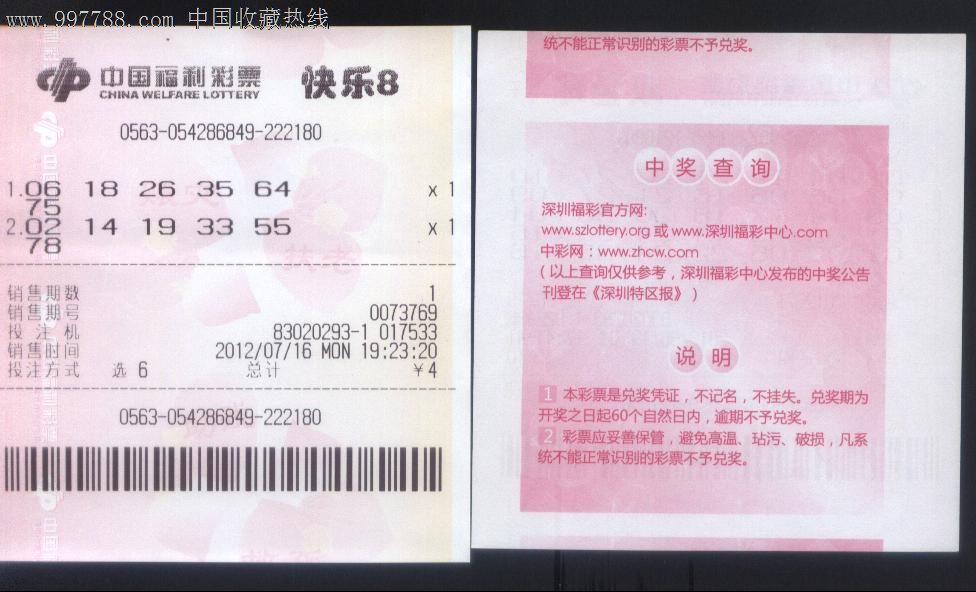 www.997788.com 中国收藏热线
中国福利彩票
CHINA WELFARE LOTTERY
快乐8
0563-054286849-222180
1.06 18 26 35 64 x 1
75
2.02 14 19 33 55 x 1
78
销售期数 1
销售期号 0073769
投注机 83020293-1 017533
销售时间 2012/07/16 MON 19:23:20
投注方式 选 6 总计 ¥4
0563-054286849-222180
统不能正常识别的彩票不予兑奖。
中奖查询
深圳福彩官方网:
www.szlottery.org 或 www.深圳福彩中心.com
中彩网：www.zhcw.com
（以上查询仅供参考，深圳福彩中心发布的中奖公告
刊登在《深圳特区报》）
说明
1 本彩票是兑奖凭证，不记名，不挂失。兑奖期为
开奖之日起60个自然日内，逾期不予兑奖。
2 彩票应妥善保管，避免高温、玷污、破损，凡系
统不能正常识别的彩票不予兑奖。